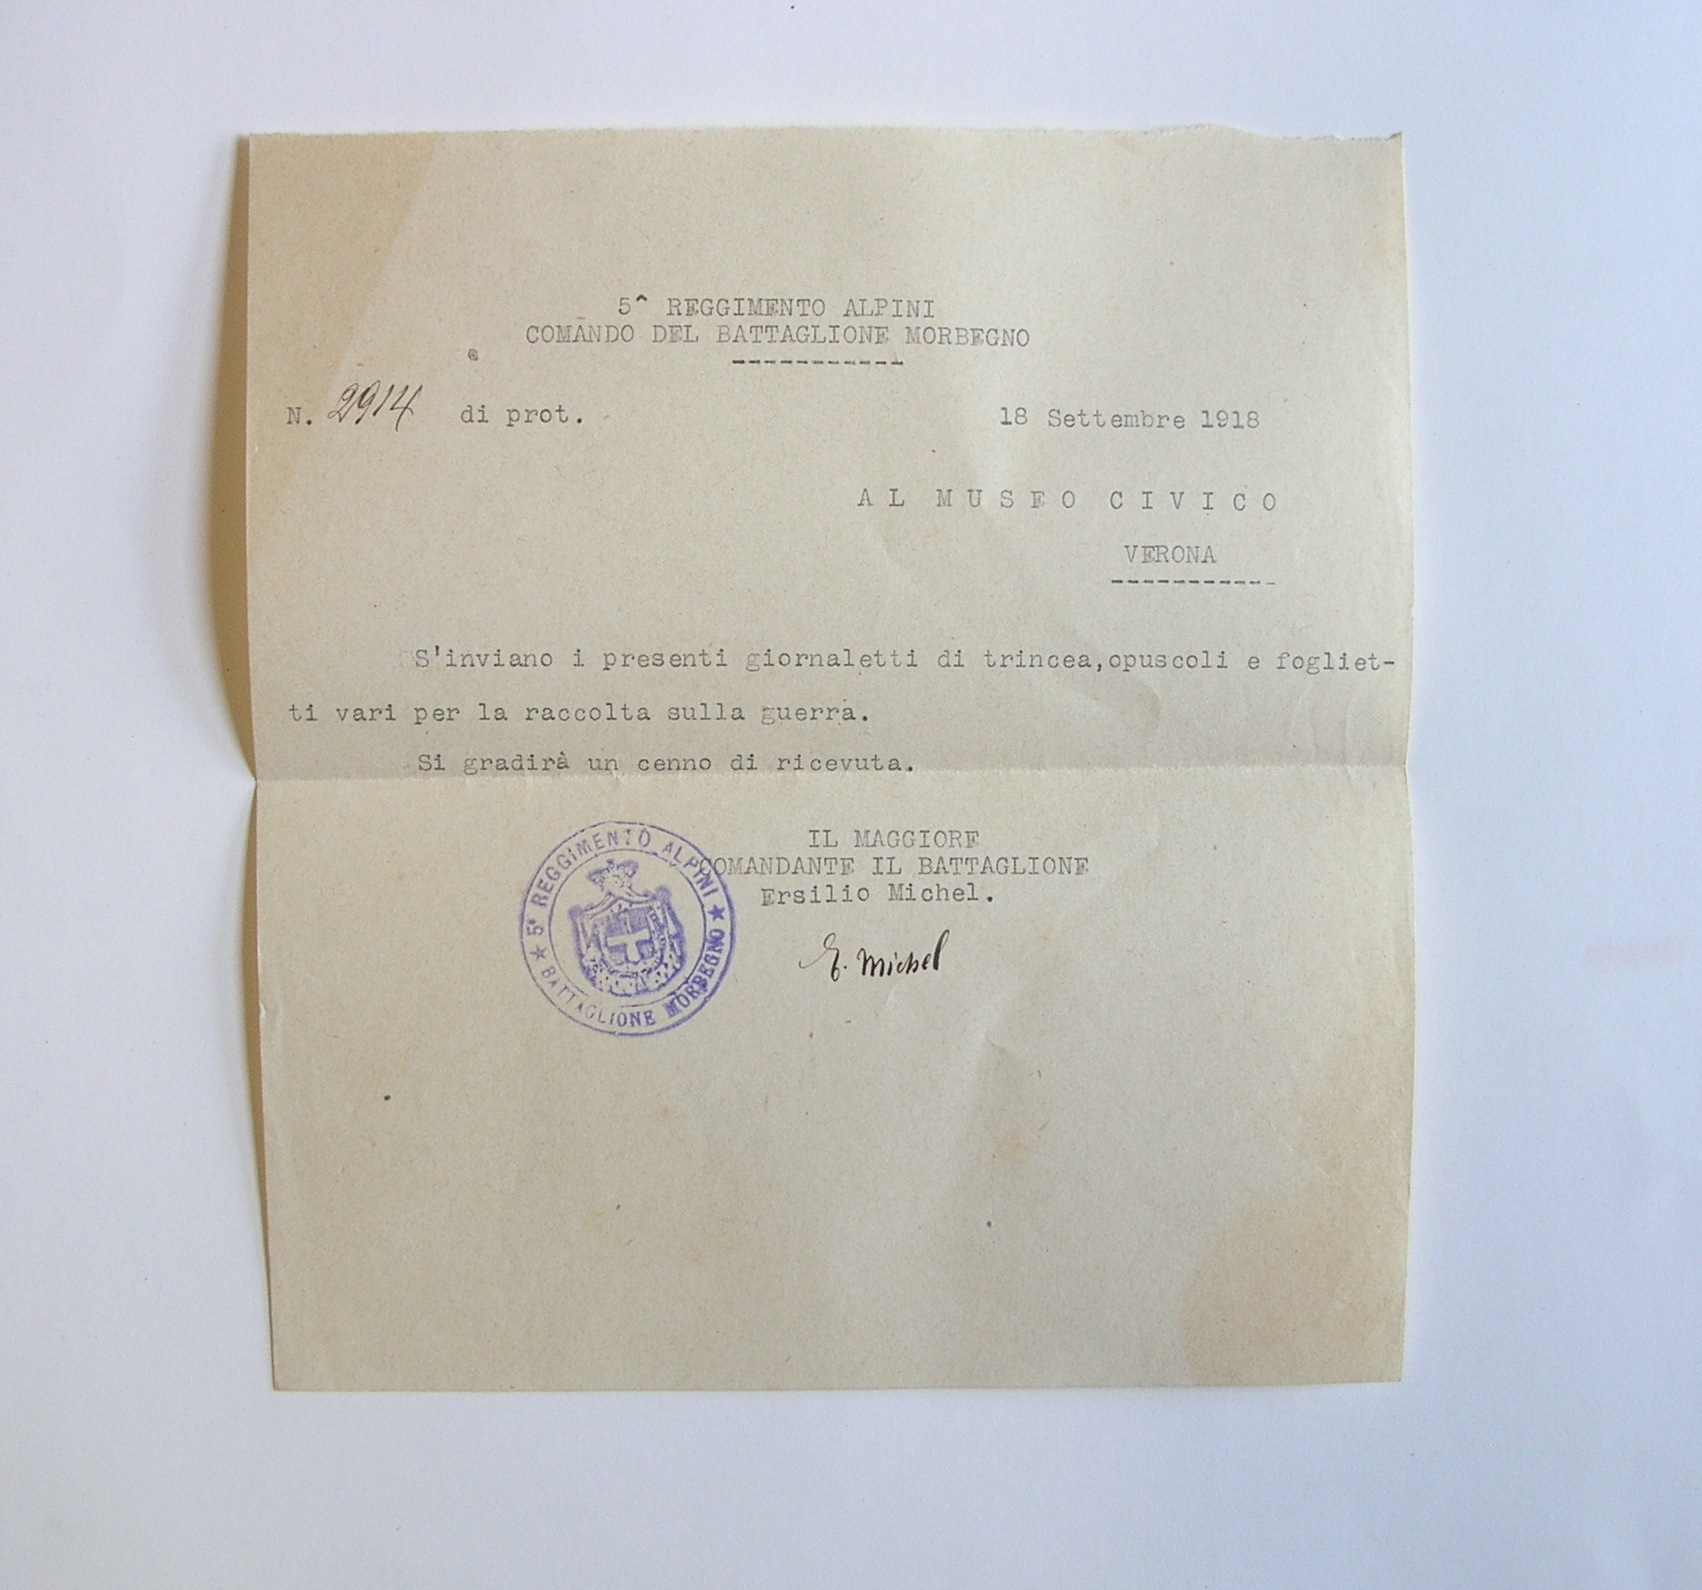 5^ REGGIMENTO ALPINI
COMANDO DEL BATTAGLIONE MORBEGNO
N. 2914 di prot.
18 Settembre 1918
AL MUSEO CIVICO
VERONA
S'inviano i presenti giornaletti di trincea,opuscoli e fogliet-
ti vari per la raccolta sulla guerra.
Si gradirà un cenno di ricevuta.
IL MAGGIORE
COMANDANTE IL BATTAGLIONE
Ersilio Michel.
E. Michel
5° REGGIMENTO ALPINI
BATTAGLIONE MORBEGNO